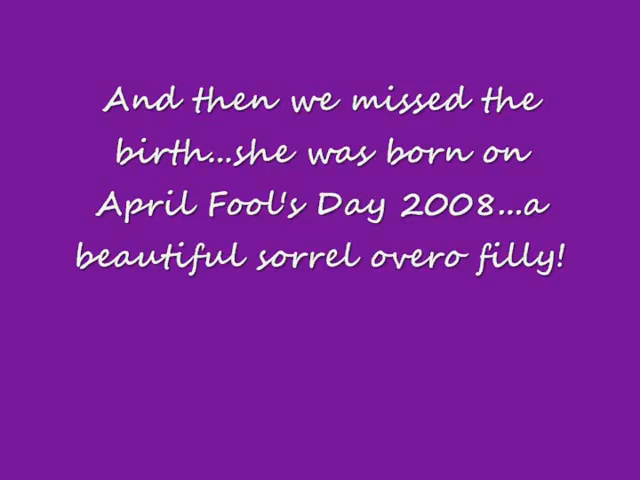 And then we missed the
birth...she was born on
April Fool's Day 2008...a
beautiful sorrel overo filly!